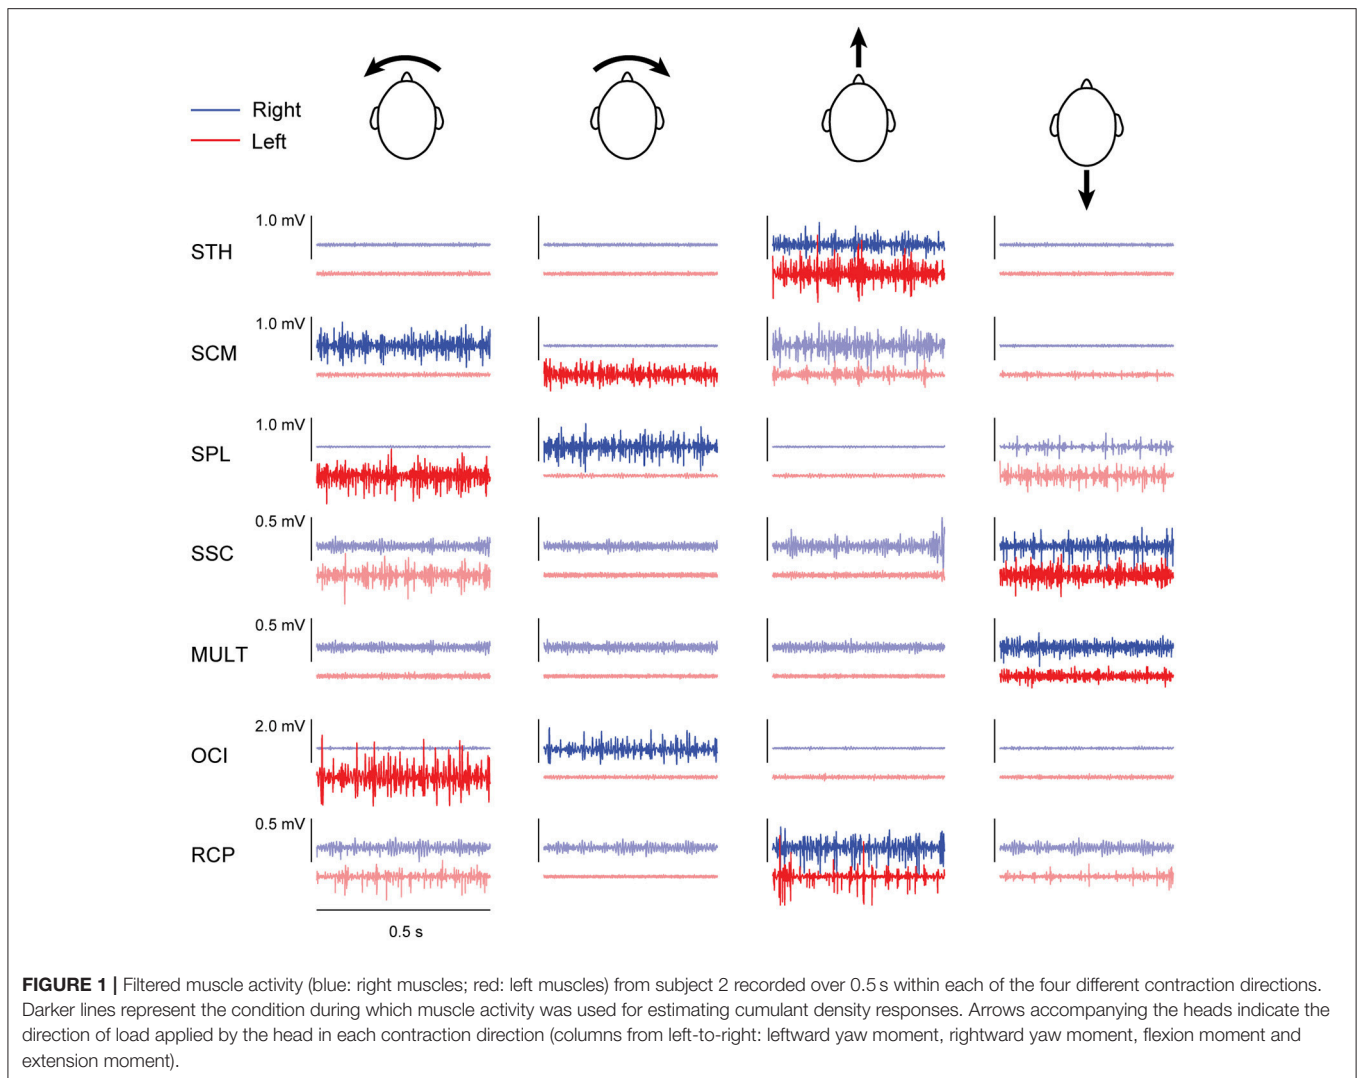 Right
Left
1.0 mV
STH
1.0 mV
SCM
1.0 mV
SPL
0.5 mV
SSC
0.5 mV
MULT
2.0 mV
OCI
0.5 mV
RCP
0.5 s
FIGURE 1 | Filtered muscle activity (blue: right muscles; red: left muscles) from subject 2 recorded over 0.5 s within each of the four different contraction directions.
Darker lines represent the condition during which muscle activity was used for estimating cumulant density responses. Arrows accompanying the heads indicate the
direction of load applied by the head in each contraction direction (columns from left-to-right: leftward yaw moment, rightward yaw moment, flexion moment and
extension moment).